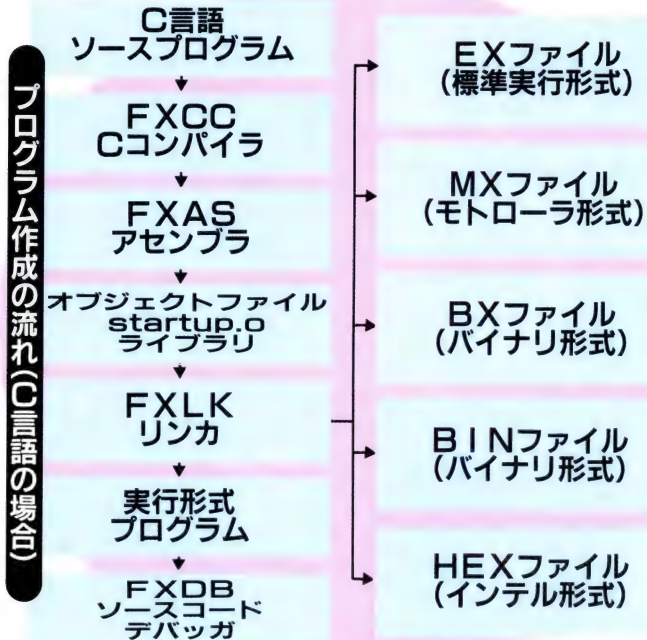 プログラム作成の流れ(C言語の場合)
C言語
ソースプログラム
FXCC
Cコンパイラ
FXAS
アセンブラ
オブジェクトファイル
startup.o
ライブラリ
FXLK
リンカ
実行形式
プログラム
FXDB
ソースコード
デバッガ
EXファイル
(標準実行形式)
MXファイル
(モトローラ形式)
BXファイル
(バイナリ形式)
BINファイル
(バイナリ形式)
HEXファイル
(インテル形式)